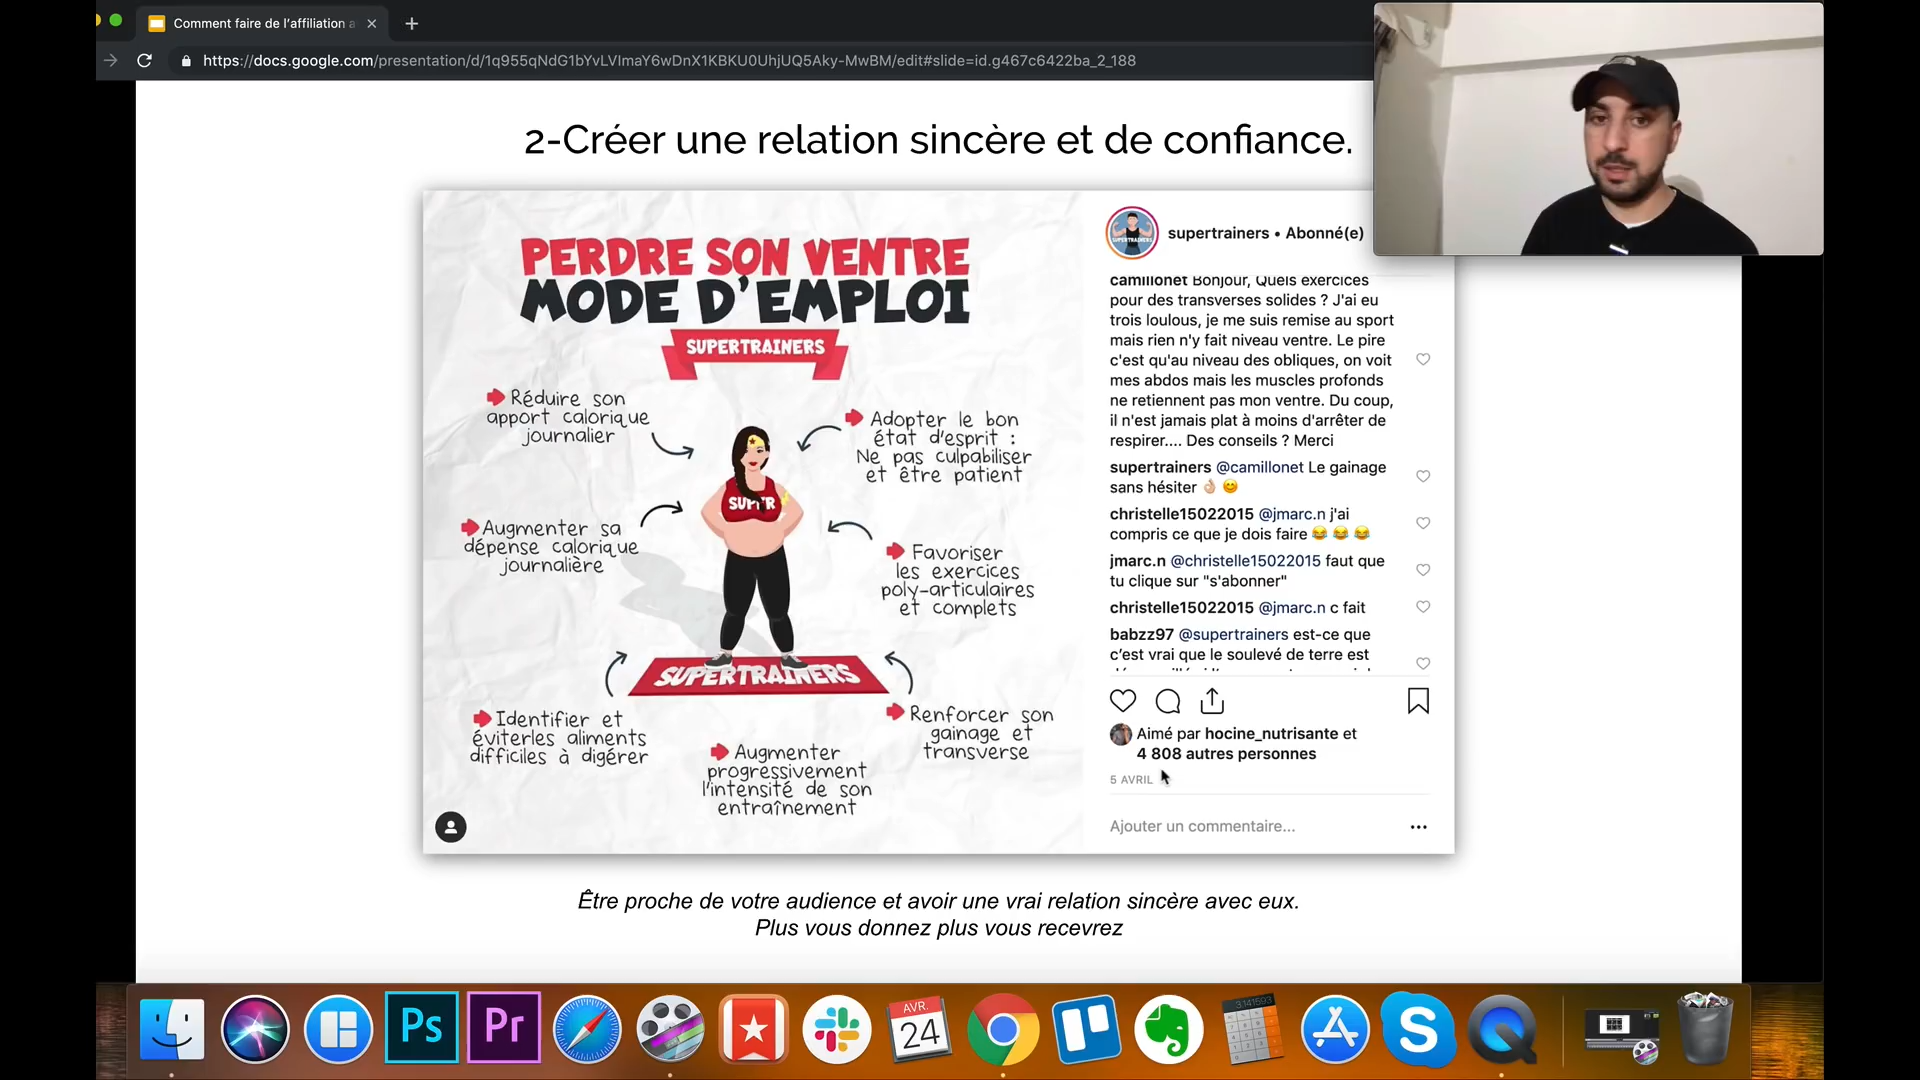 Comment faire de l'affiliation a
https://docs.google.com/presentation/d/1q955qNdG1bYvLVImaY6wDnX1KBKU0UhjUQ5Aky-MwBM/edit#slide=id.g467c6422ba_2_188
2-Créer une relation sincère et de confiance.
PERDRE SON VENTRE
MODE D'EMPLOI
SUPERTRAINERS
Réduire son
apport calorique
journalier
Adopter le bon
état d'esprit :
Ne pas culpabiliser
et être patient
SUPER
Augmenter sa
dépense calorique
journalière
Favoriser
les exercices
poly-articulaires
et complets
SUPERTRAINERS
Identifier et
éviterles aliments
difficiles à digérer
Augmenter
progressivement
l'intensité de son
entraînement
Renforcer son
gainage et
transverse
supertrainers • Abonné(e)
camillonet Bonjour, Quels exercices
pour des transverses solides ? J'ai eu
trois loulous, je me suis remise au sport
mais rien n'y fait niveau ventre. Le pire
c'est qu'au niveau des obliques, on voit
mes abdos mais les muscles profonds
ne retiennent pas mon ventre. Du coup,
il n'est jamais plat à moins d'arrêter de
respirer.... Des conseils ? Merci
supertrainers @camillonet Le gainage
sans hésiter 👌🏼 😊
christelle15022015 @jmarc.n j'ai
compris ce que je dois faire 😂 😂 😂
jmarc.n @christelle15022015 faut que
tu clique sur "s'abonner"
christelle15022015 @jmarc.n c fait
babzz97 @supertrainers est-ce que
c'est vrai que le soulevé de terre est
Aimé par hocine_nutrisante et
4 808 autres personnes
5 AVRIL
Ajouter un commentaire...
Être proche de votre audience et avoir une vrai relation sincère avec eux.
Plus vous donnez plus vous recevrez
Ps
Pr
AVR.
24
3.141593
S